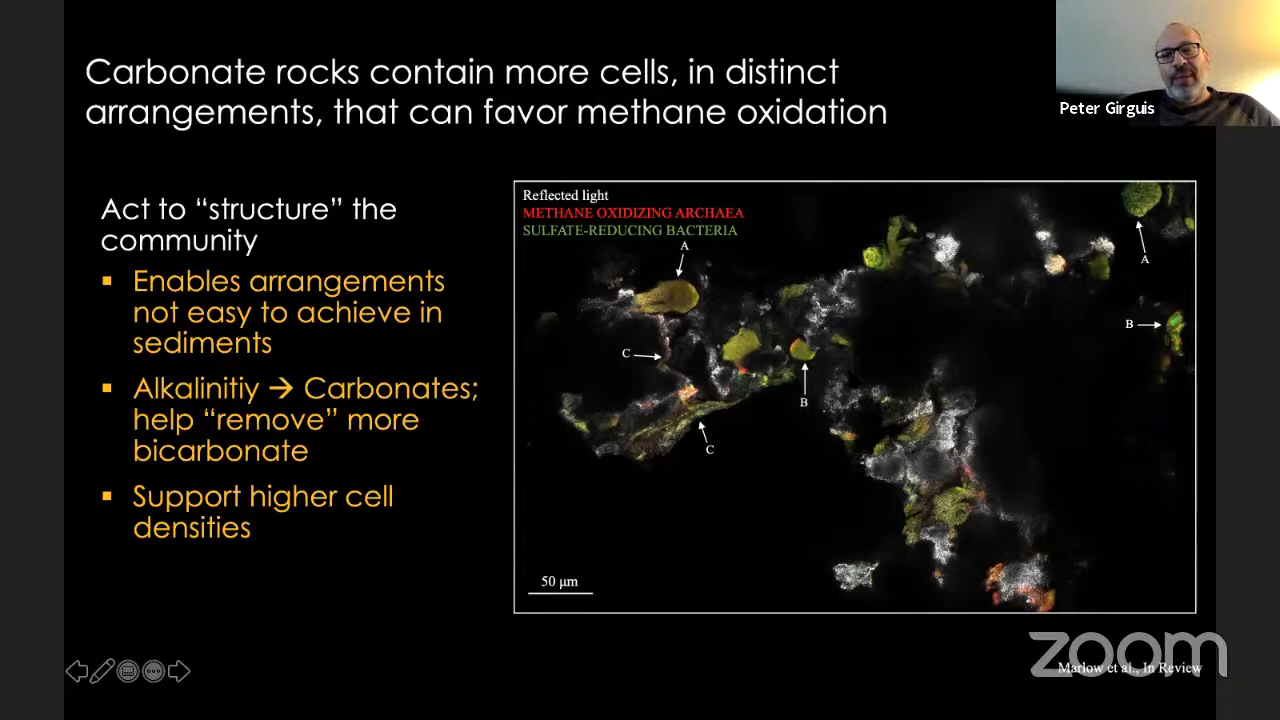 Carbonate rocks contain more cells, in distinct
arrangements, that can favor methane oxidation
Peter Girguis
Act to “structure” the
community
▪ Enables arrangements
not easy to achieve in
sediments
▪ Alkalinitiy → Carbonates;
help “remove” more
bicarbonate
▪ Support higher cell
densities
Reflected light
METHANE OXIDIZING ARCHAEA
SULFATE-REDUCING BACTERIA
A
A
B
C
B
C
50 µm
zoom
Marlow et al., In Review